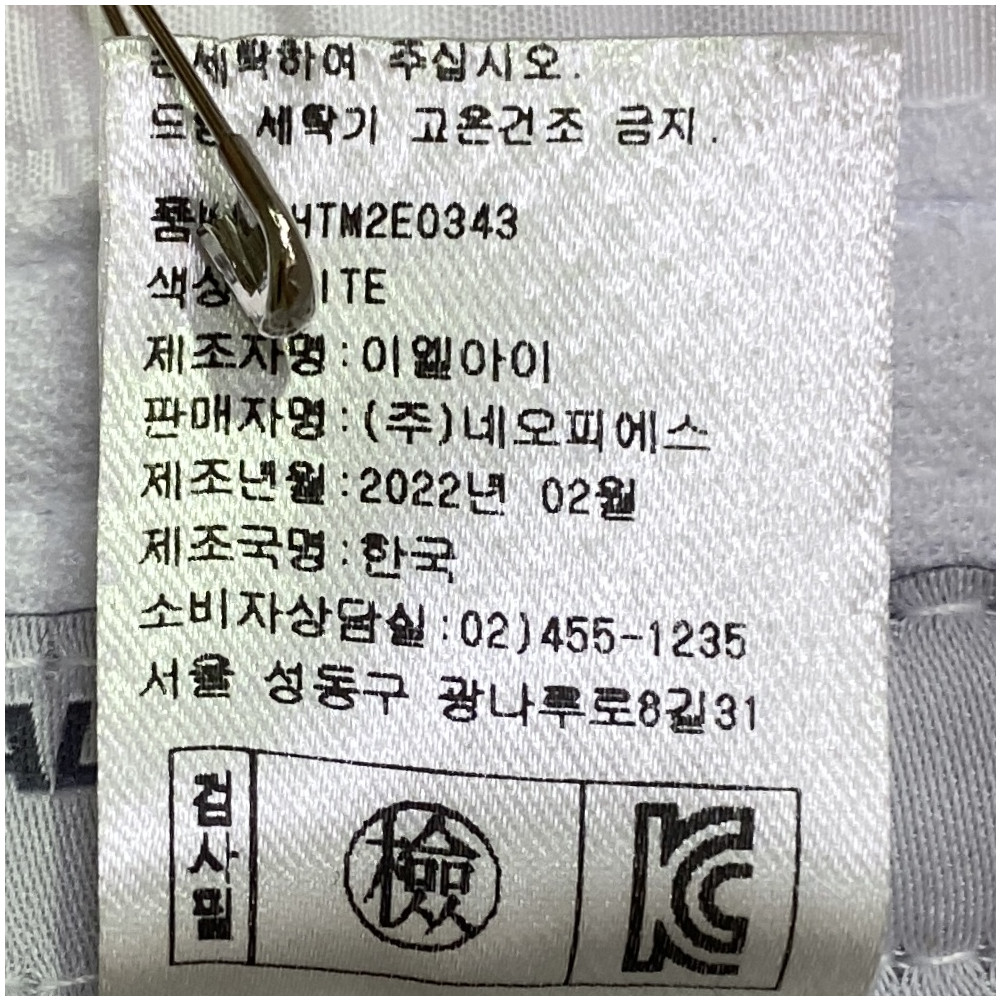 세탁하여 주십시오.
세탁기 고온건조 금지.
HTM2E0343
색상
제조자명:이엘아이
판매자명:(주)네오피에스
제조년월:2022년 02월
제조국명:한국
소비자상담실:02)455-1235
서울 성동구 광나루로8길31
검사필
檢
KC